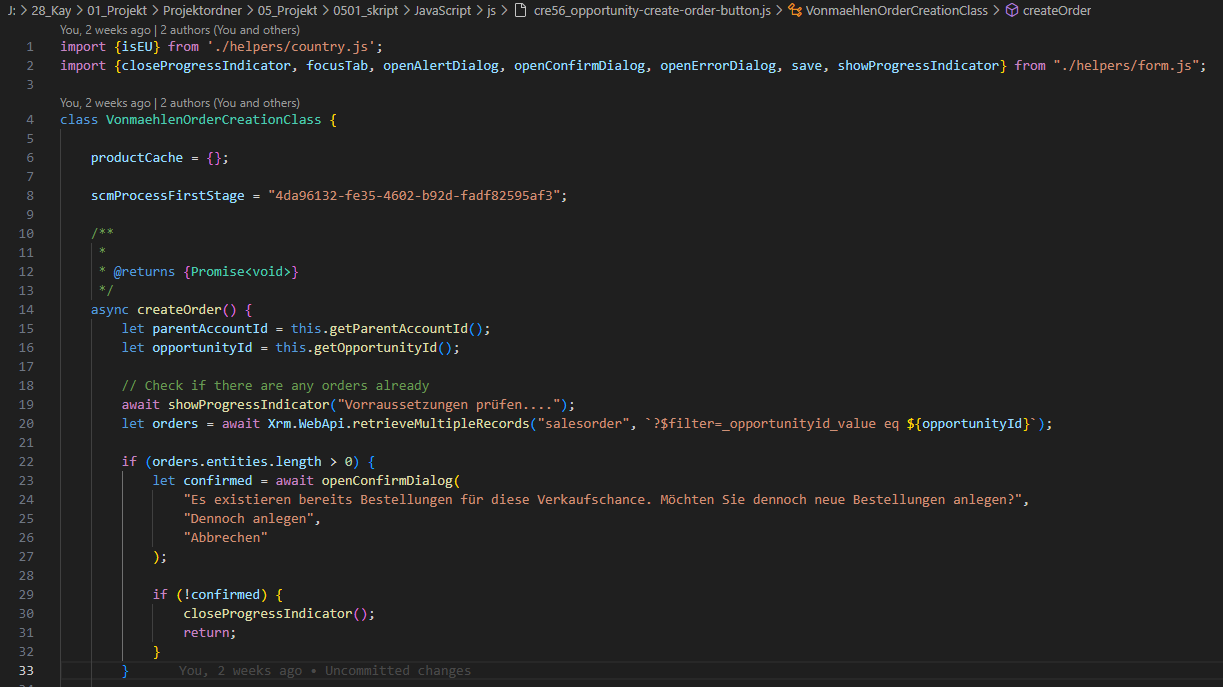 J: > 28_Kay > 01_Projekt > Projektordner > 05_Projekt > 0501_skript > JavaScript > js > cre56_opportunity-create-order-button.js > VonmaehlenOrderCreationClass > createOrder
You, 2 weeks ago | 2 authors (You and others)
1 import {isEU} from './helpers/country.js';
2 import {closeProgressIndicator, focusTab, openAlertDialog, openConfirmDialog, openErrorDialog, save, showProgressIndicator} from "./helpers/form.js";
3
You, 2 weeks ago | 2 authors (You and others)
4 class VonmaehlenOrderCreationClass {
5
6     productCache = {};
7
8     scmProcessFirstStage = "4da96132-fe35-4602-b92d-fadf82595af3";
9
10     /**
11      *
12      * @returns {Promise<void>}
13      */
14     async createOrder() {
15         let parentAccountId = this.getParentAccountId();
16         let opportunityId = this.getOpportunityId();
17
18         // Check if there are any orders already
19         await showProgressIndicator("Vorraussetzungen prüfen....");
20         let orders = await Xrm.WebApi.retrieveMultipleRecords("salesorder", `?$filter=_opportunityid_value eq ${opportunityId}`);
21
22         if (orders.entities.length > 0) {
23             let confirmed = await openConfirmDialog(
24                 "Es existieren bereits Bestellungen für diese Verkaufschance. Möchten Sie dennoch neue Bestellungen anlegen?",
25                 "Dennoch anlegen",
26                 "Abbrechen"
27             );
28
29             if (!confirmed) {
30                 closeProgressIndicator();
31                 return;
32             }
33         } You, 2 weeks ago • Uncommitted changes